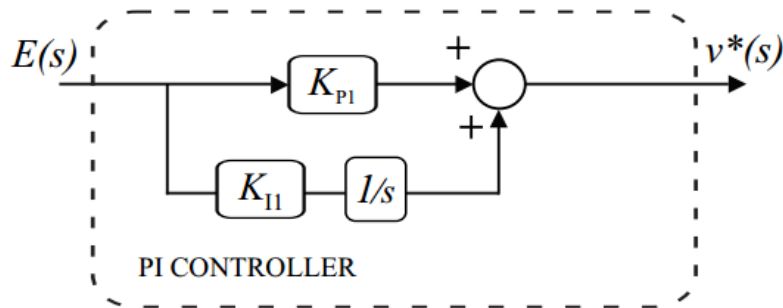 E(s)
v*(s)
+
K_P1
+
K_I1
1/s
PI CONTROLLER